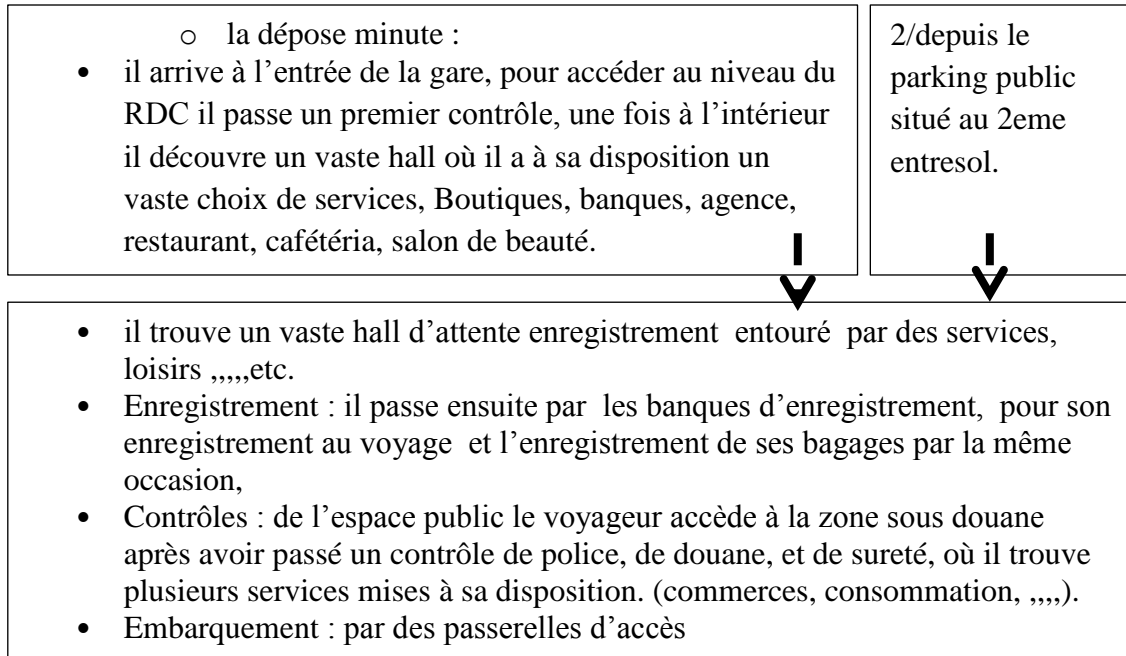 o la dépose minute :
• il arrive à l’entrée de la gare, pour accéder au niveau du
RDC il passe un premier contrôle, une fois à l’intérieur
il découvre un vaste hall où il a à sa disposition un
vaste choix de services, Boutiques, banques, agence,
restaurant, cafétéria, salon de beauté.
2/depuis le
parking public
situé au 2eme
entresol.
• il trouve un vaste hall d’attente enregistrement entouré par des services,
loisirs ,,,,,etc.
• Enregistrement : il passe ensuite par les banques d’enregistrement, pour son
enregistrement au voyage et l’enregistrement de ses bagages par la même
occasion,
• Contrôles : de l’espace public le voyageur accède à la zone sous douane
après avoir passé un contrôle de police, de douane, et de sureté, où il trouve
plusieurs services mises à sa disposition. (commerces, consommation, ,,,,).
• Embarquement : par des passerelles d’accès